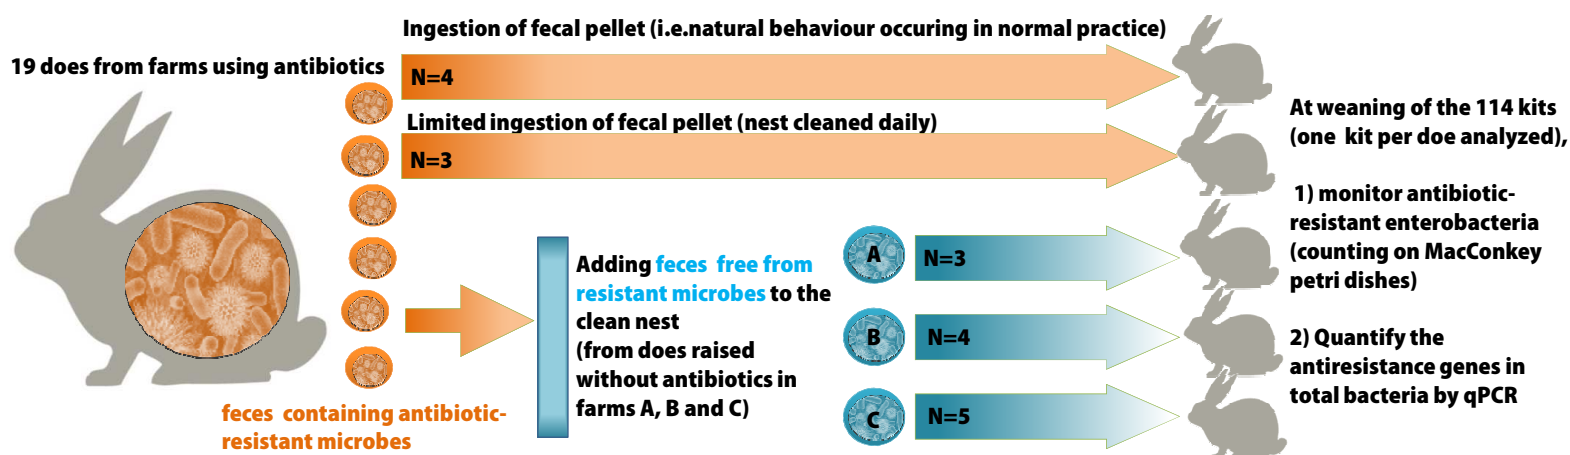 Ingestion of fecal pellet (i.e.natural behaviour occuring in normal practice)
19 does from farms using antibiotics
N=4
Limited ingestion of fecal pellet (nest cleaned daily)
N=3
At weaning of the 114 kits
(one kit per doe analyzed),
1) monitor antibiotic-
resistant enterobacteria
(counting on MacConkey
petri dishes)
2) Quantify the
antiresistance genes in
total bacteria by qPCR
Adding feces free from
resistant microbes to the
clean nest
(from does raised
without antibiotics in
farms A, B and C)
A
N=3
B
N=4
C
N=5
feces containing antibiotic-
resistant microbes